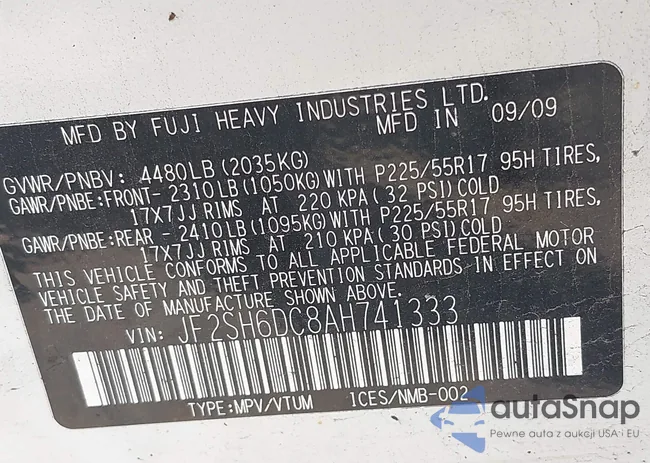 MFD BY FUJI HEAVY INDUSTRIES LTD.
MFD IN 09/09
GVWR/PNBV: 4480LB (2035KG)
GAWR/PNBE:FRONT-2310LB(1050KG)WITH P225/55R17 95H TIRES,
17X7JJ RIMS AT 220 KPA(32 PSI)COLD
GAWR/PNBE:REAR -2410LB(1095KG)WITH P225/55R17 95H TIRES,
17X7JJ RIMS AT 210 KPA(30 PSI)COLD
THIS VEHICLE CONFORMS TO ALL APPLICABLE FEDERAL MOTOR
VEHICLE SAFETY AND THEFT PREVENTION STANDARDS IN EFFECT ON
THE DATE OF MANUFACTURE SHOWN ABOVE.
VIN: JF2SH6DC8AH741333
TYPE:MPV/VTUM ICES/NMB-002
autaSnap
Pewne auta z aukcji USA i EU